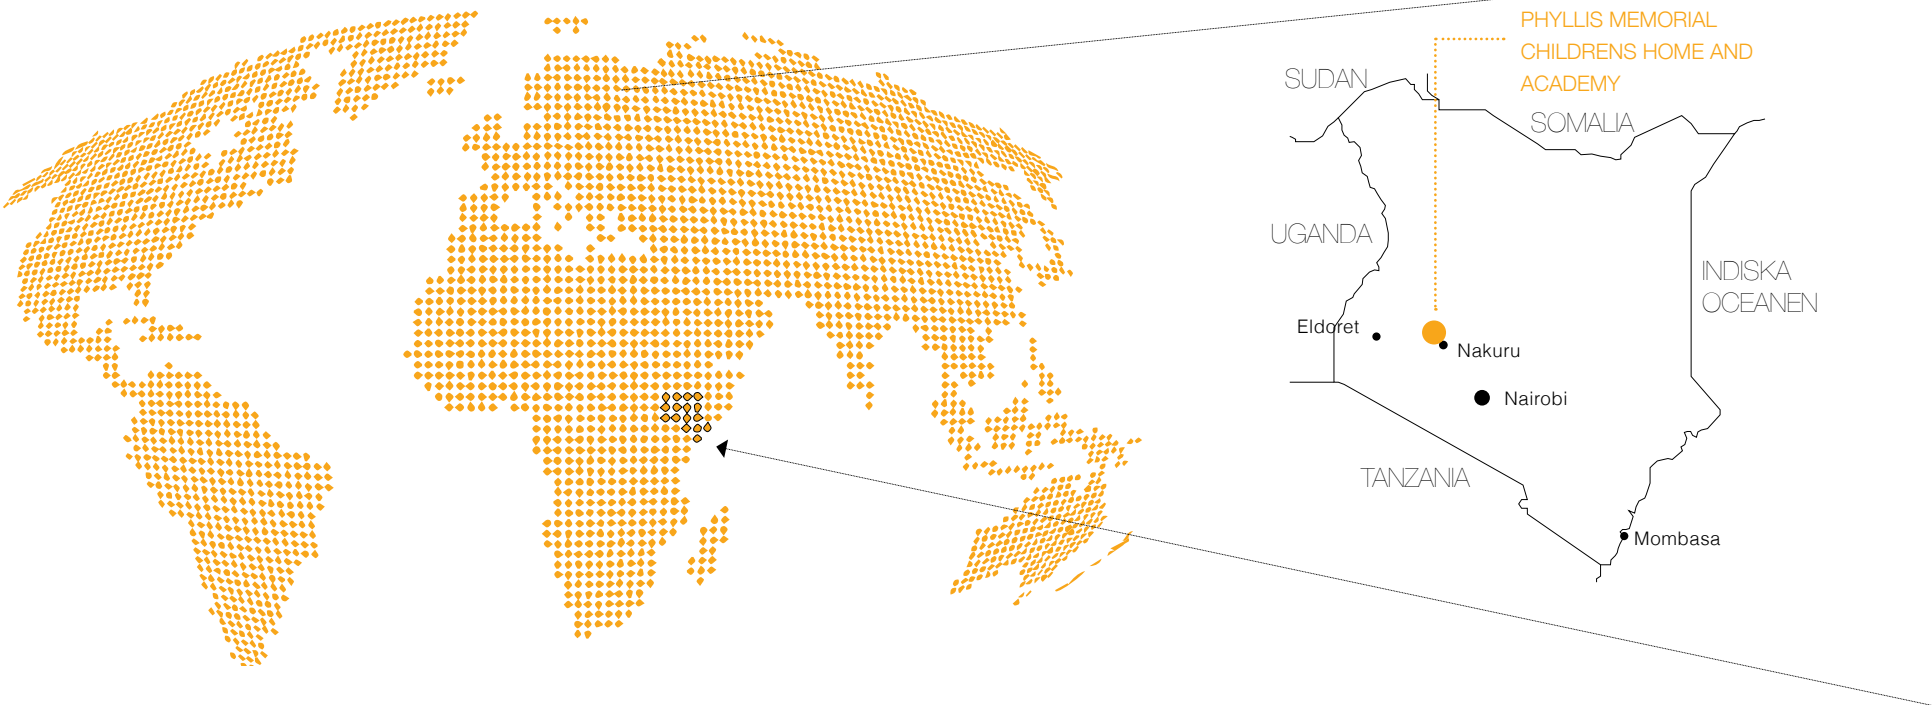 PHYLLIS MEMORIAL
CHILDRENS HOME AND
ACADEMY
SUDAN
SOMALIA
UGANDA
INDISKA
OCEANEN
Eldoret
Nakuru
Nairobi
TANZANIA
Mombasa